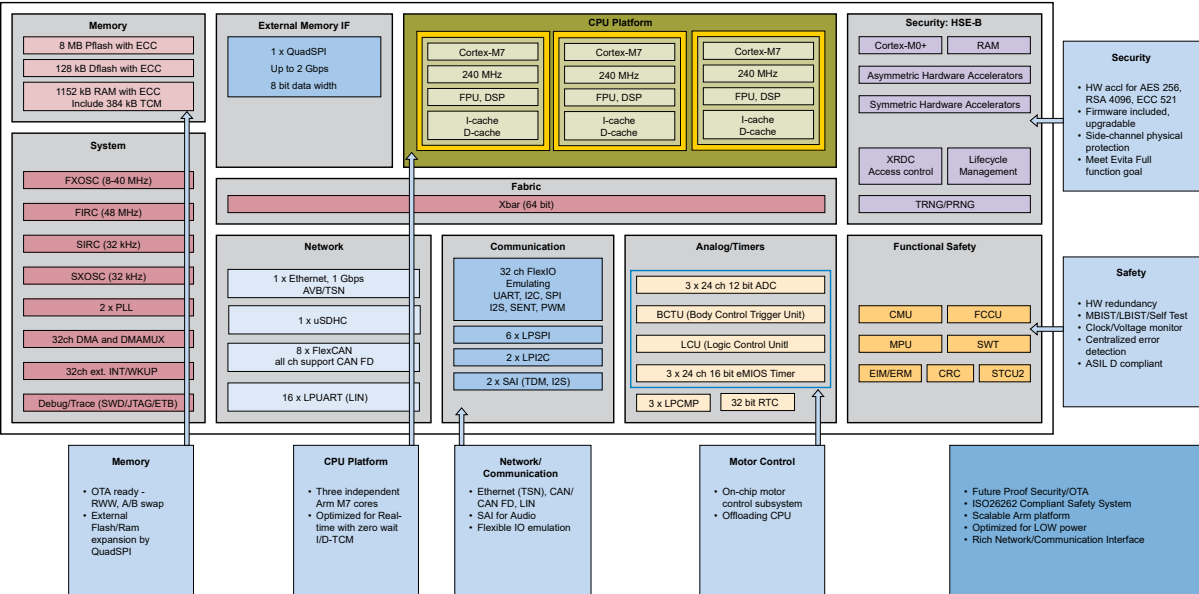 Memory
8 MB Pflash with ECC
128 kB Dflash with ECC
1152 kB RAM with ECC
Include 384 kB TCM
System
FXOSC (8-40 MHz)
FIRC (48 MHz)
SIRC (32 kHz)
SXOSC (32 kHz)
2 x PLL
32ch DMA and DMAMUX
32ch ext. INT/WKUP
Debug/Trace (SWD/JTAG/ETB)
External Memory IF
1 x QuadSPI
Up to 2 Gbps
8 bit data width
CPU Platform
Cortex-M7
240 MHz
FPU, DSP
I-cache
D-cache
Cortex-M7
240 MHz
FPU, DSP
I-cache
D-cache
Cortex-M7
240 MHz
FPU, DSP
I-cache
D-cache
Fabric
Xbar (64 bit)
Network
1 x Ethernet, 1 Gbps
AVB/TSN
1 x uSDHC
8 x FlexCAN
all ch support CAN FD
16 x LPUART (LIN)
Communication
32 ch FlexIO
Emulating
UART, I2C, SPI
I2S, SENT, PWM
6 x LPSPI
2 x LPI2C
2 x SAI (TDM, I2S)
Analog/Timers
3 x 24 ch 12 bit ADC
BCTU (Body Control Trigger Unit)
LCU (Logic Control Unitl
3 x 24 ch 16 bit eMIOS Timer
3 x LPCMP
32 bit RTC
Security: HSE-B
Cortex-M0+
RAM
Asymmetric Hardware Accelerators
Symmetric Hardware Accelerators
XRDC
Access control
Lifecycle
Management
TRNG/PRNG
Functional Safety
CMU
FCCU
MPU
SWT
EIM/ERM
CRC
STCU2
Security
• HW accl for AES 256,
RSA 4096, ECC 521
• Firmware included,
upgradable
• Side-channel physical
protection
• Meet Evita Full
function goal
Safety
• HW redundancy
• MBIST/LBIST/Self Test
• Clock/Voltage monitor
• Centralized error
detection
• ASIL D compliant
Memory
• OTA ready -
RWW, A/B swap
• External
Flash/Ram
expansion by
QuadSPI
CPU Platform
• Three independent
Arm M7 cores
• Optimized for Real-
time with zero wait
I/D-TCM
Network/
Communication
• Ethernet (TSN), CAN/
CAN FD, LIN
• SAI for Audio
• Flexible IO emulation
Motor Control
• On-chip motor
control subsystem
• Offloading CPU
• Future Proof Security/OTA
• ISO26262 Compliant Safety System
• Scalable Arm platform
• Optimized for LOW power
• Rich Network/Communication Interface